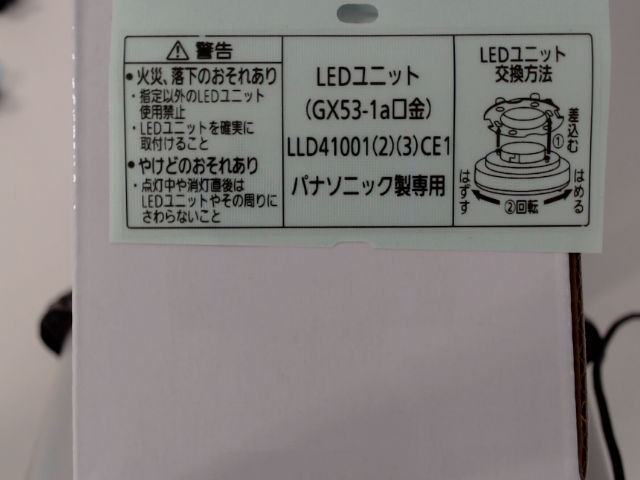 ⚠警告
●火災、落下のおそれあり
・指定以外のLEDユニット
使用禁止
・LEDユニットを確実に
取付けること
●やけどのおそれあり
・点灯中や消灯直後は
LEDユニットやその周りに
さわらないこと
LEDユニット
(GX53-1a口金)
LLD41001(2)(3)CE1
パナソニック製専用
LEDユニット
交換方法
差込む
①
はずす
②回転
はめる